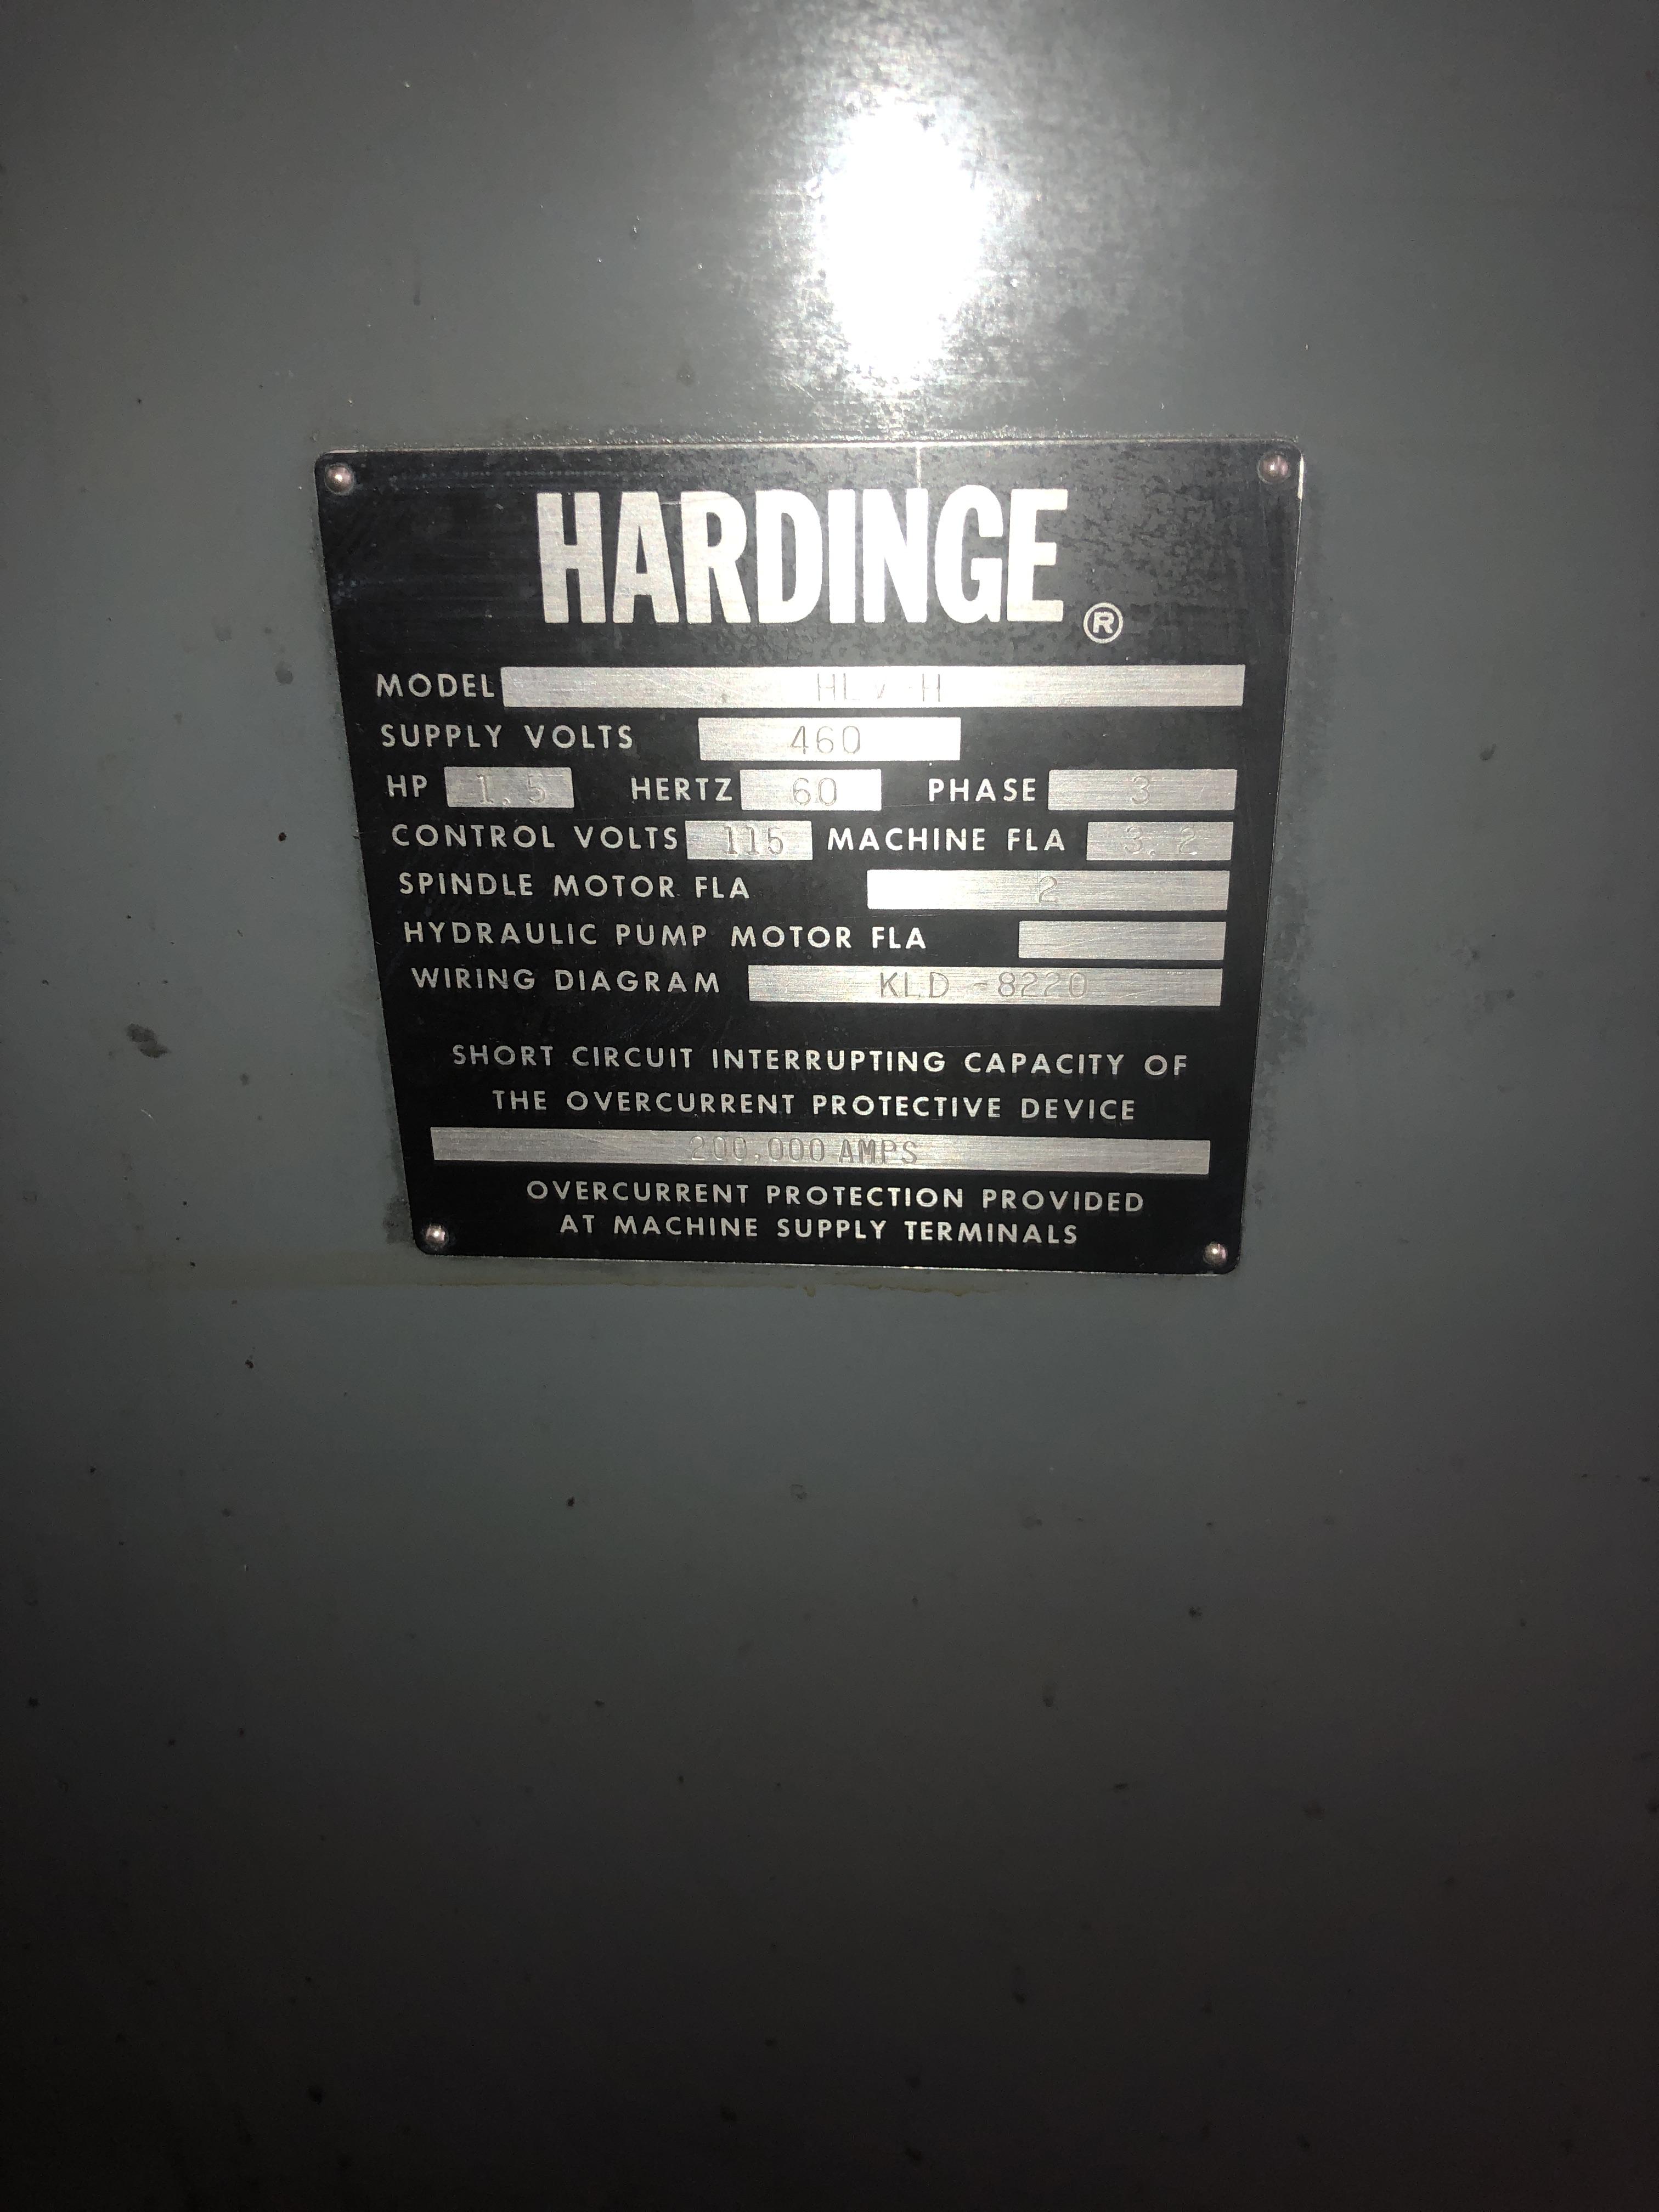 HARDINGE ®
MODEL HLV-H
SUPPLY VOLTS 460
HP 1.5 HERTZ 60 PHASE 3
CONTROL VOLTS 115 MACHINE FLA 3.2
SPINDLE MOTOR FLA 2
HYDRAULIC PUMP MOTOR FLA
WIRING DIAGRAM KLD -8220
SHORT CIRCUIT INTERRUPTING CAPACITY OF
THE OVERCURRENT PROTECTIVE DEVICE
200,000 AMPS
OVERCURRENT PROTECTION PROVIDED
AT MACHINE SUPPLY TERMINALS